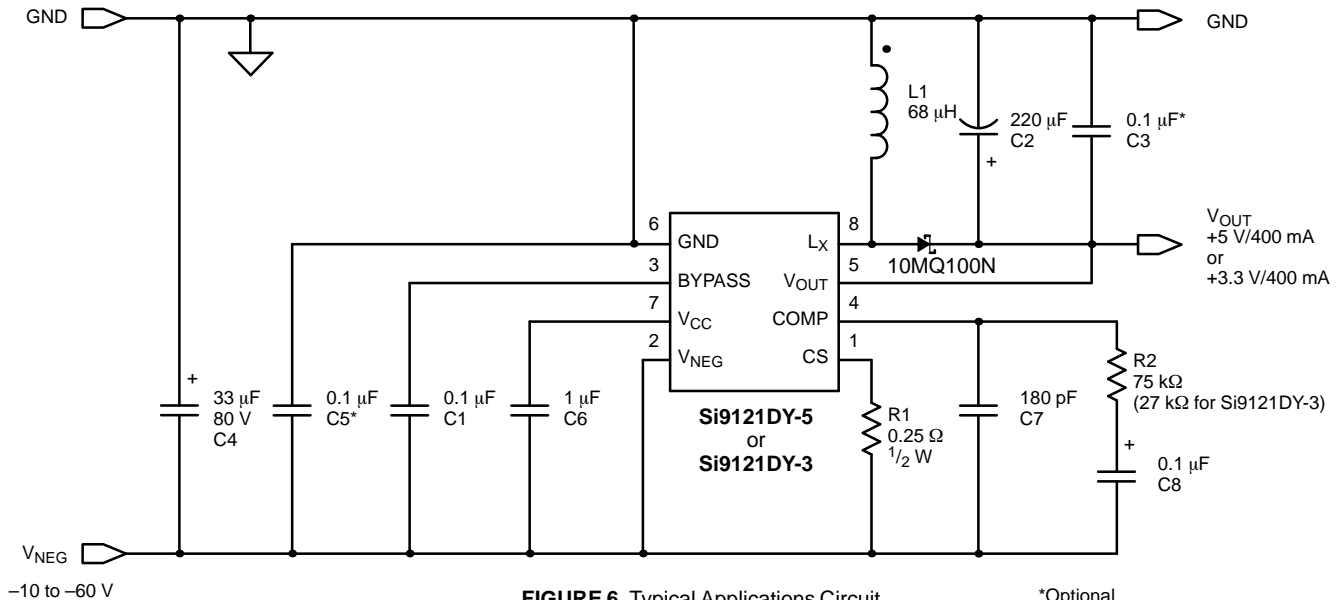 GND
GND
L1
68 μH
220 μF
C2
+
0.1 μF*
C3
6
GND
3
BYPASS
7
VCC
2
VNEG
8
LX
5
VOUT
4
COMP
1
CS
10MQ100N
VOUT
+5 V/400 mA
or
+3.3 V/400 mA
+
33 μF
80 V
C4
0.1 μF
C5*
0.1 μF
C1
1 μF
C6
Si9121DY-5
or
Si9121DY-3
R1
0.25 Ω
1/2 W
180 pF
C7
R2
75 kΩ
(27 kΩ for Si9121DY-3)
+
0.1 μF
C8
VNEG
–10 to –60 V
FIGURE 6. Typical Applications Circuit
*Optional